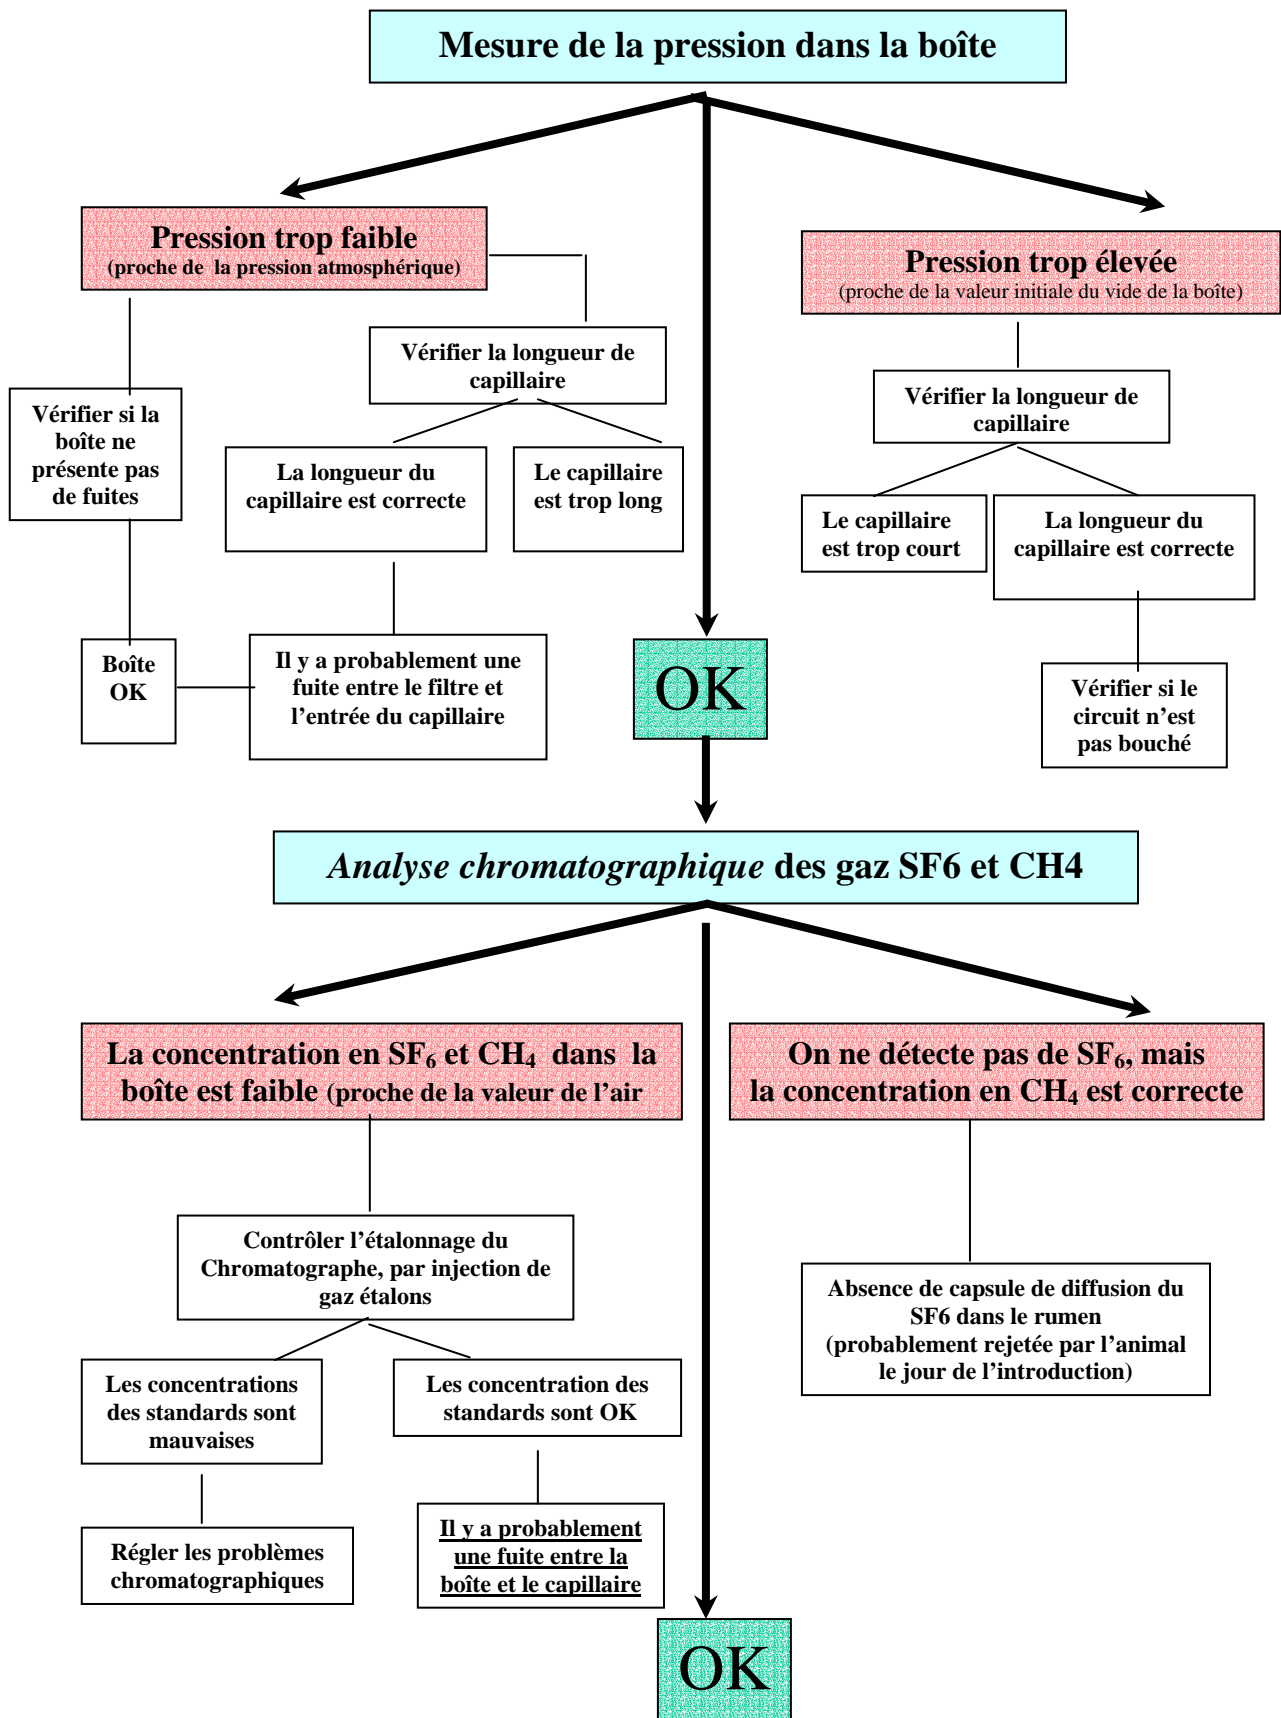 Mesure de la pression dans la boîte
Pression trop faible
(proche de la pression atmosphérique)
Pression trop élevée
(proche de la valeur initiale du vide de la boîte)
Vérifier la longueur de
capillaire
Vérifier si la
boîte ne
présente pas
de fuites
La longueur du
capillaire est correcte
Le capillaire
est trop long
Vérifier la longueur de
capillaire
Le capillaire
est trop court
La longueur du
capillaire est correcte
Boîte
OK
Il y a probablement une
fuite entre le filtre et
l'entrée du capillaire
OK
Vérifier si le
circuit n'est
pas bouché
Analyse chromatographique des gaz SF6 et CH4
La concentration en SF₆ et CH₄ dans la
boîte est faible (proche de la valeur de l'air
On ne détecte pas de SF₆, mais
la concentration en CH₄ est correcte
Contrôler l'étalonnage du
Chromatographe, par injection de
gaz étalons
Absence de capsule de diffusion du
SF6 dans le rumen
(probablement rejetée par l'animal
le jour de l'introduction)
Les concentrations
des standards sont
mauvaises
Les concentration des
standards sont OK
Régler les problèmes
chromatographiques
Il y a probablement
une fuite entre la
boîte et le capillaire
OK